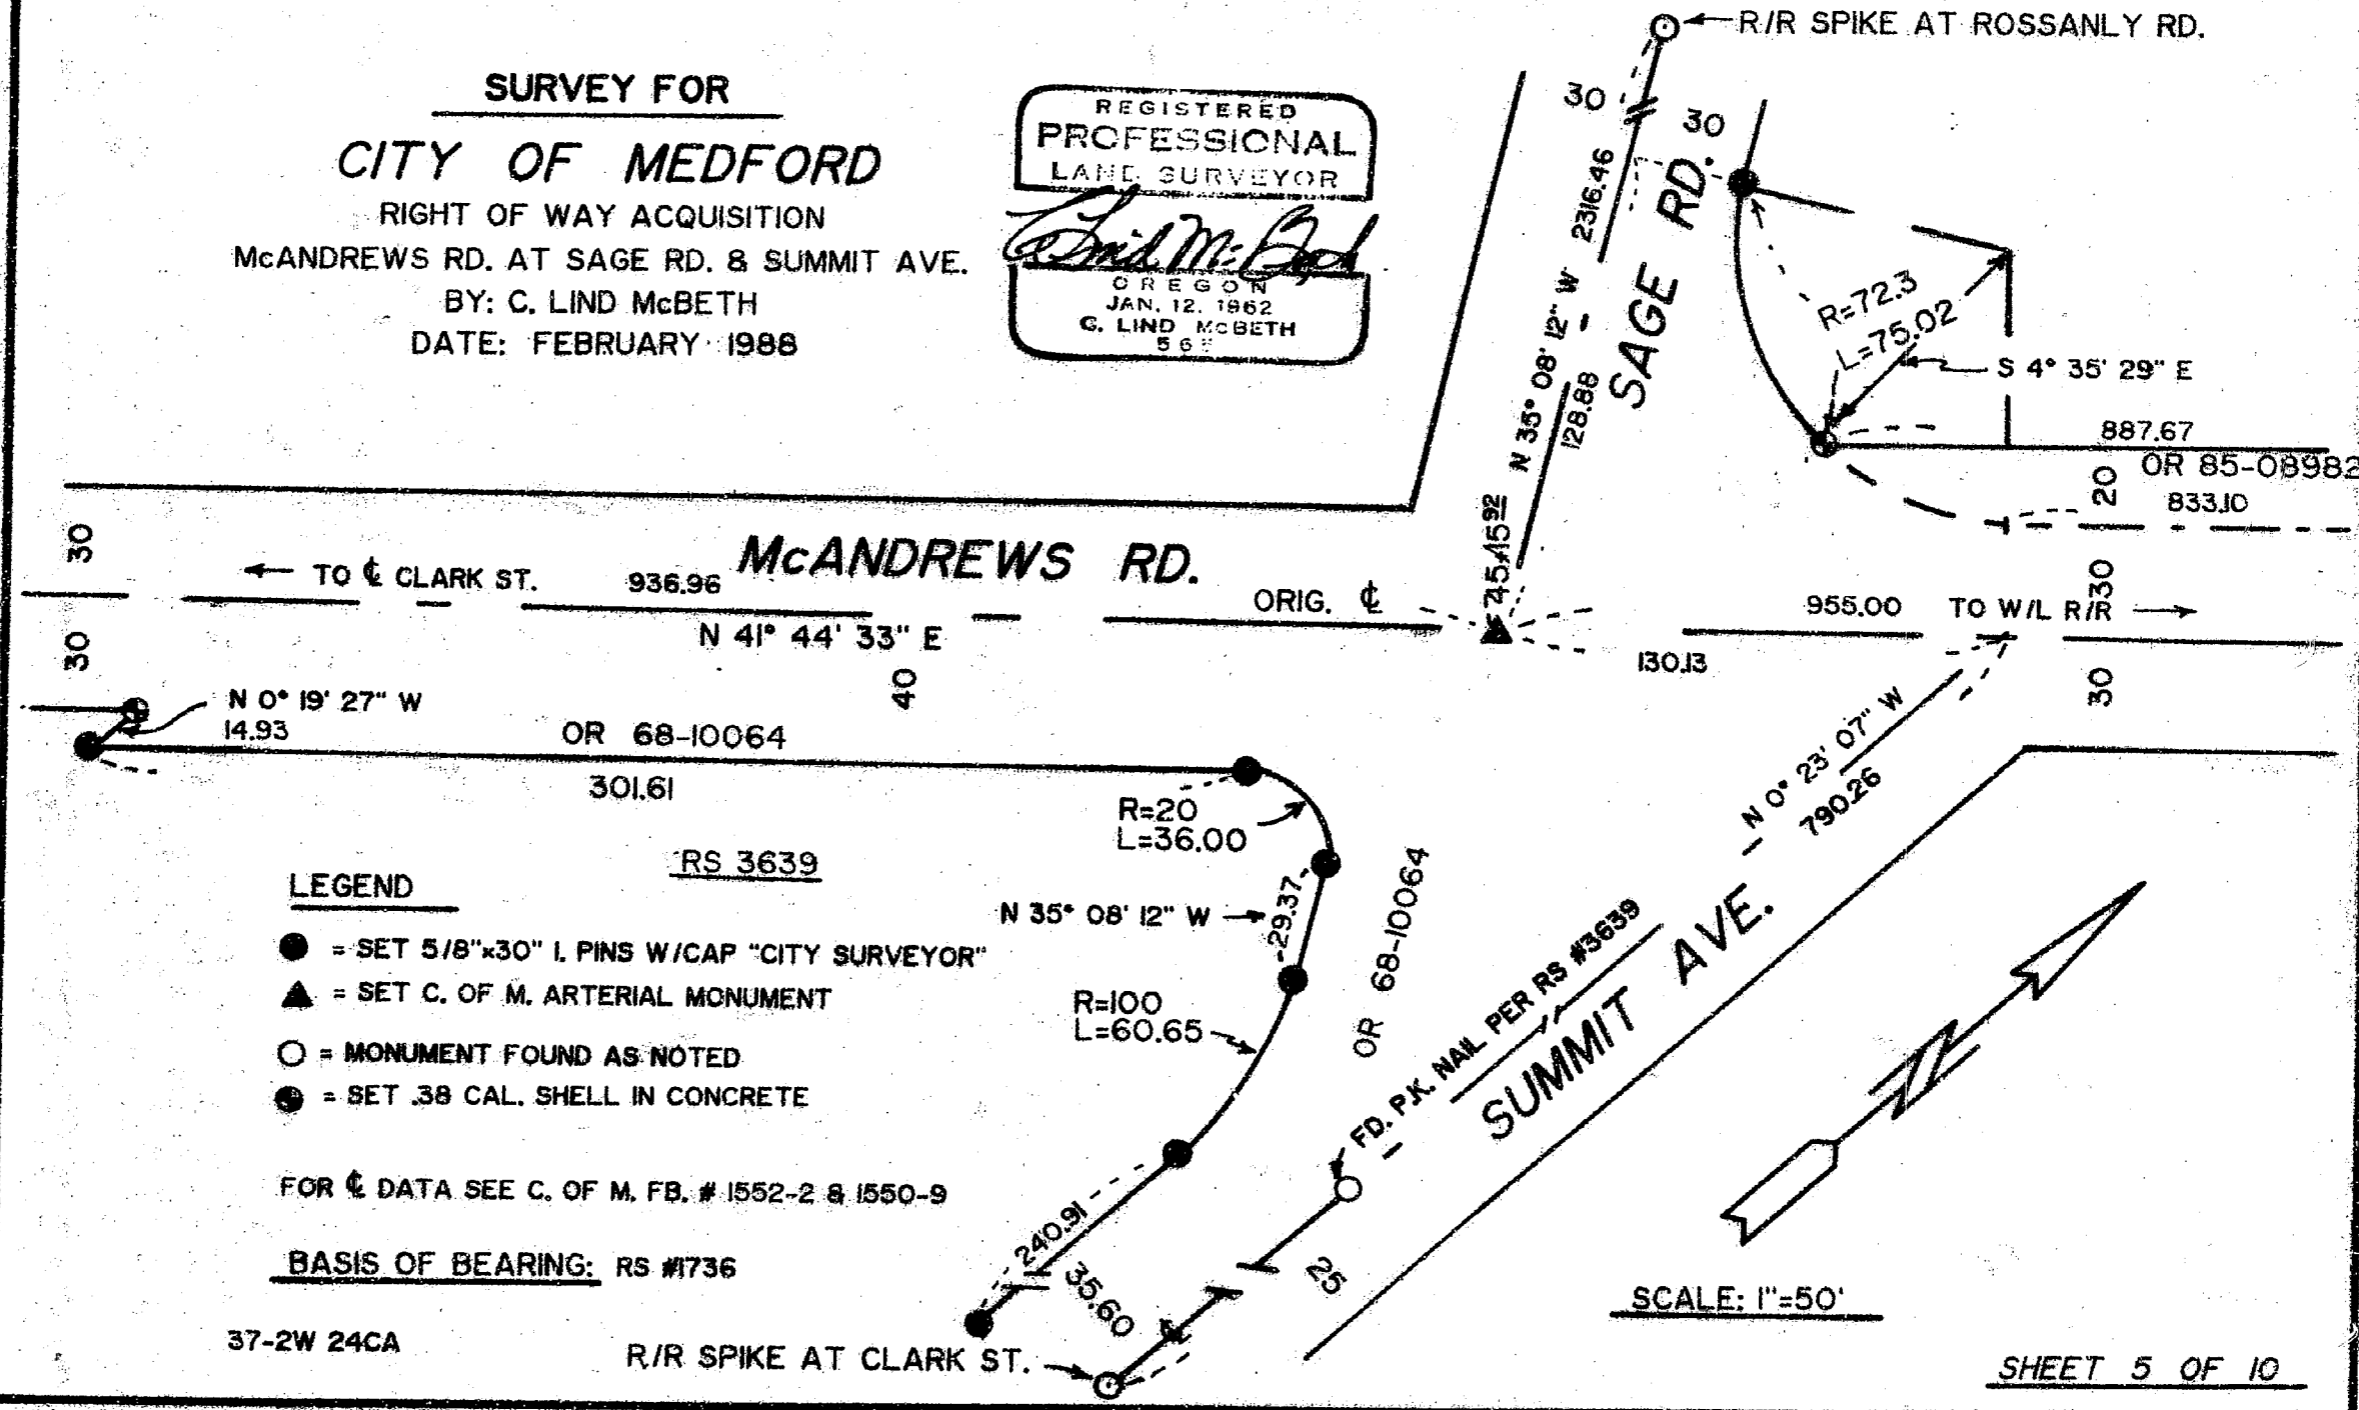 SURVEY FOR
CITY OF MEDFORD
RIGHT OF WAY ACQUISITION
McANDREWS RD. AT SAGE RD. & SUMMIT AVE.
BY: C. LIND McBETH
DATE: FEBRUARY 1988
REGISTERED
PROFESSIONAL
LAND SURVEYOR
OREGON
JAN. 12. 1962
C. LIND McBETH
R/R SPIKE AT ROSSANLY RD.
30
30
2316.46
SAGE RD.
N 35° 08' 12" W
128.88
R=72.3
L=75.02
S 4° 35' 29" E
887.67
OR 85-08982
20
833.10
30
30
← TO ℄ CLARK ST.
936.96
McANDREWS RD.
ORIG. ℄
955.00
TO W/L R/R →
30
N 41° 44' 33" E
130.13
30
40
N 0° 19' 27" W
14.93
OR 68-10064
301.61
R=20
L=36.00
N 0° 23' 07" W
790.26
RS 3639
N 35° 08' 12" W
29.37
OR 68-10064
R=100
L=60.65
FD. P.K. NAIL PER RS #3639
SUMMIT AVE.
LEGEND
● = SET 5/8"x30" I. PINS W/CAP "CITY SURVEYOR"
▲ = SET C. OF M. ARTERIAL MONUMENT
○ = MONUMENT FOUND AS NOTED
= SET .38 CAL. SHELL IN CONCRETE
FOR ℄ DATA SEE C. OF M. FB. # 1552-2 & 1550-9
240.91
35.60
25
N
BASIS OF BEARING: RS #1736
SCALE: 1"=50'
37-2W 24CA
R/R SPIKE AT CLARK ST.
SHEET 5 OF 10